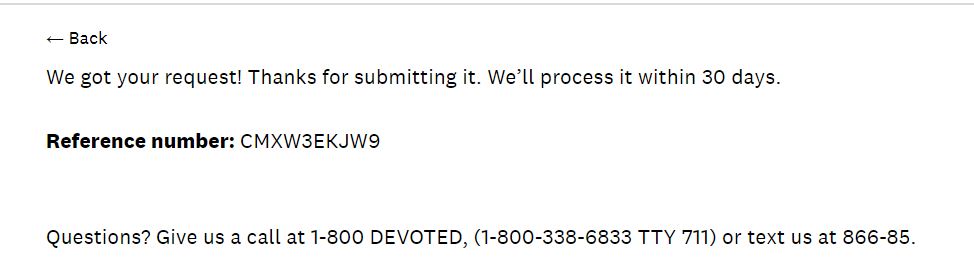 ← Back
We got your request! Thanks for submitting it. We’ll process it within 30 days.
Reference number: CMXW3EKJW9
Questions? Give us a call at 1-800 DEVOTED, (1-800-338-6833 TTY 711) or text us at 866-85.